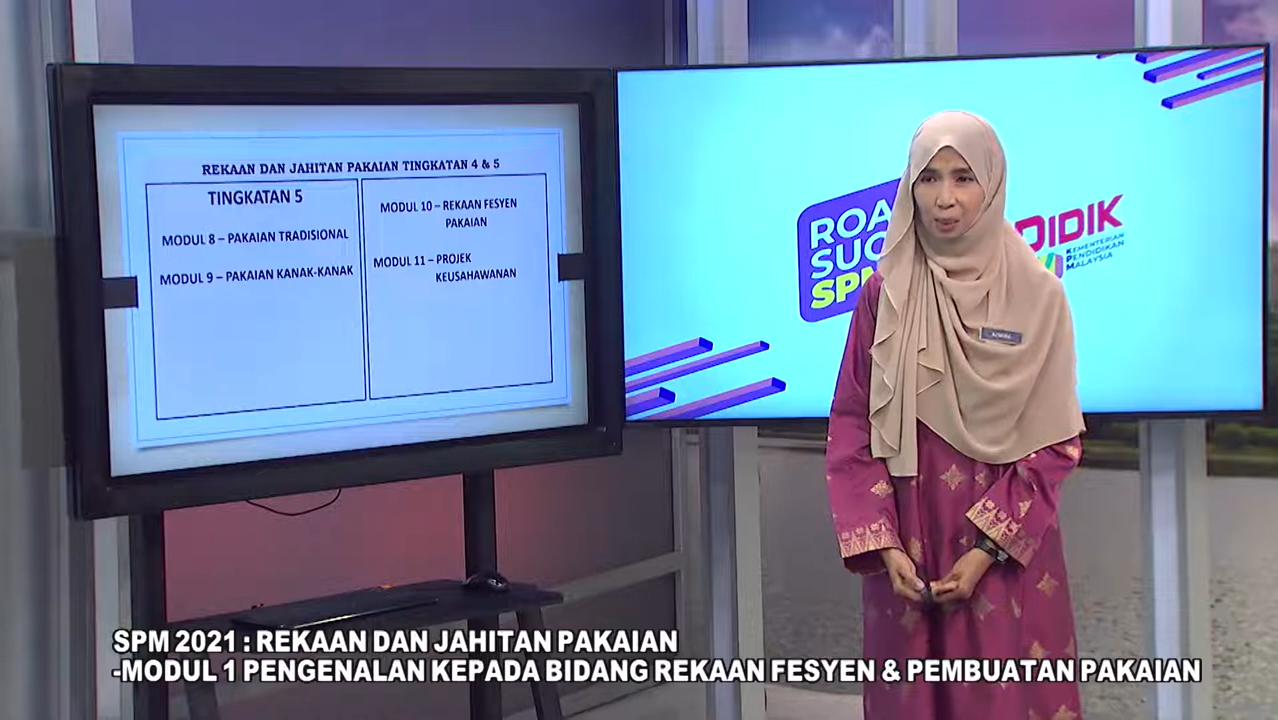 REKAAN DAN JAHITAN PAKAIAN TINGKATAN 4 & 5
TINGKATAN 5
MODUL 8 – PAKAIAN TRADISIONAL
MODUL 9 – PAKAIAN KANAK-KANAK
MODUL 10 – REKAAN FESYEN
PAKAIAN
MODUL 11 – PROJEK
KEUSAHAWANAN
ROA
SUC
SPM
DIDIK
KEMENTERIAN
PENDIDIKAN
MALAYSIA
SPM 2021 : REKAAN DAN JAHITAN PAKAIAN
-MODUL 1 PENGENALAN KEPADA BIDANG REKAAN FESYEN & PEMBUATAN PAKAIAN